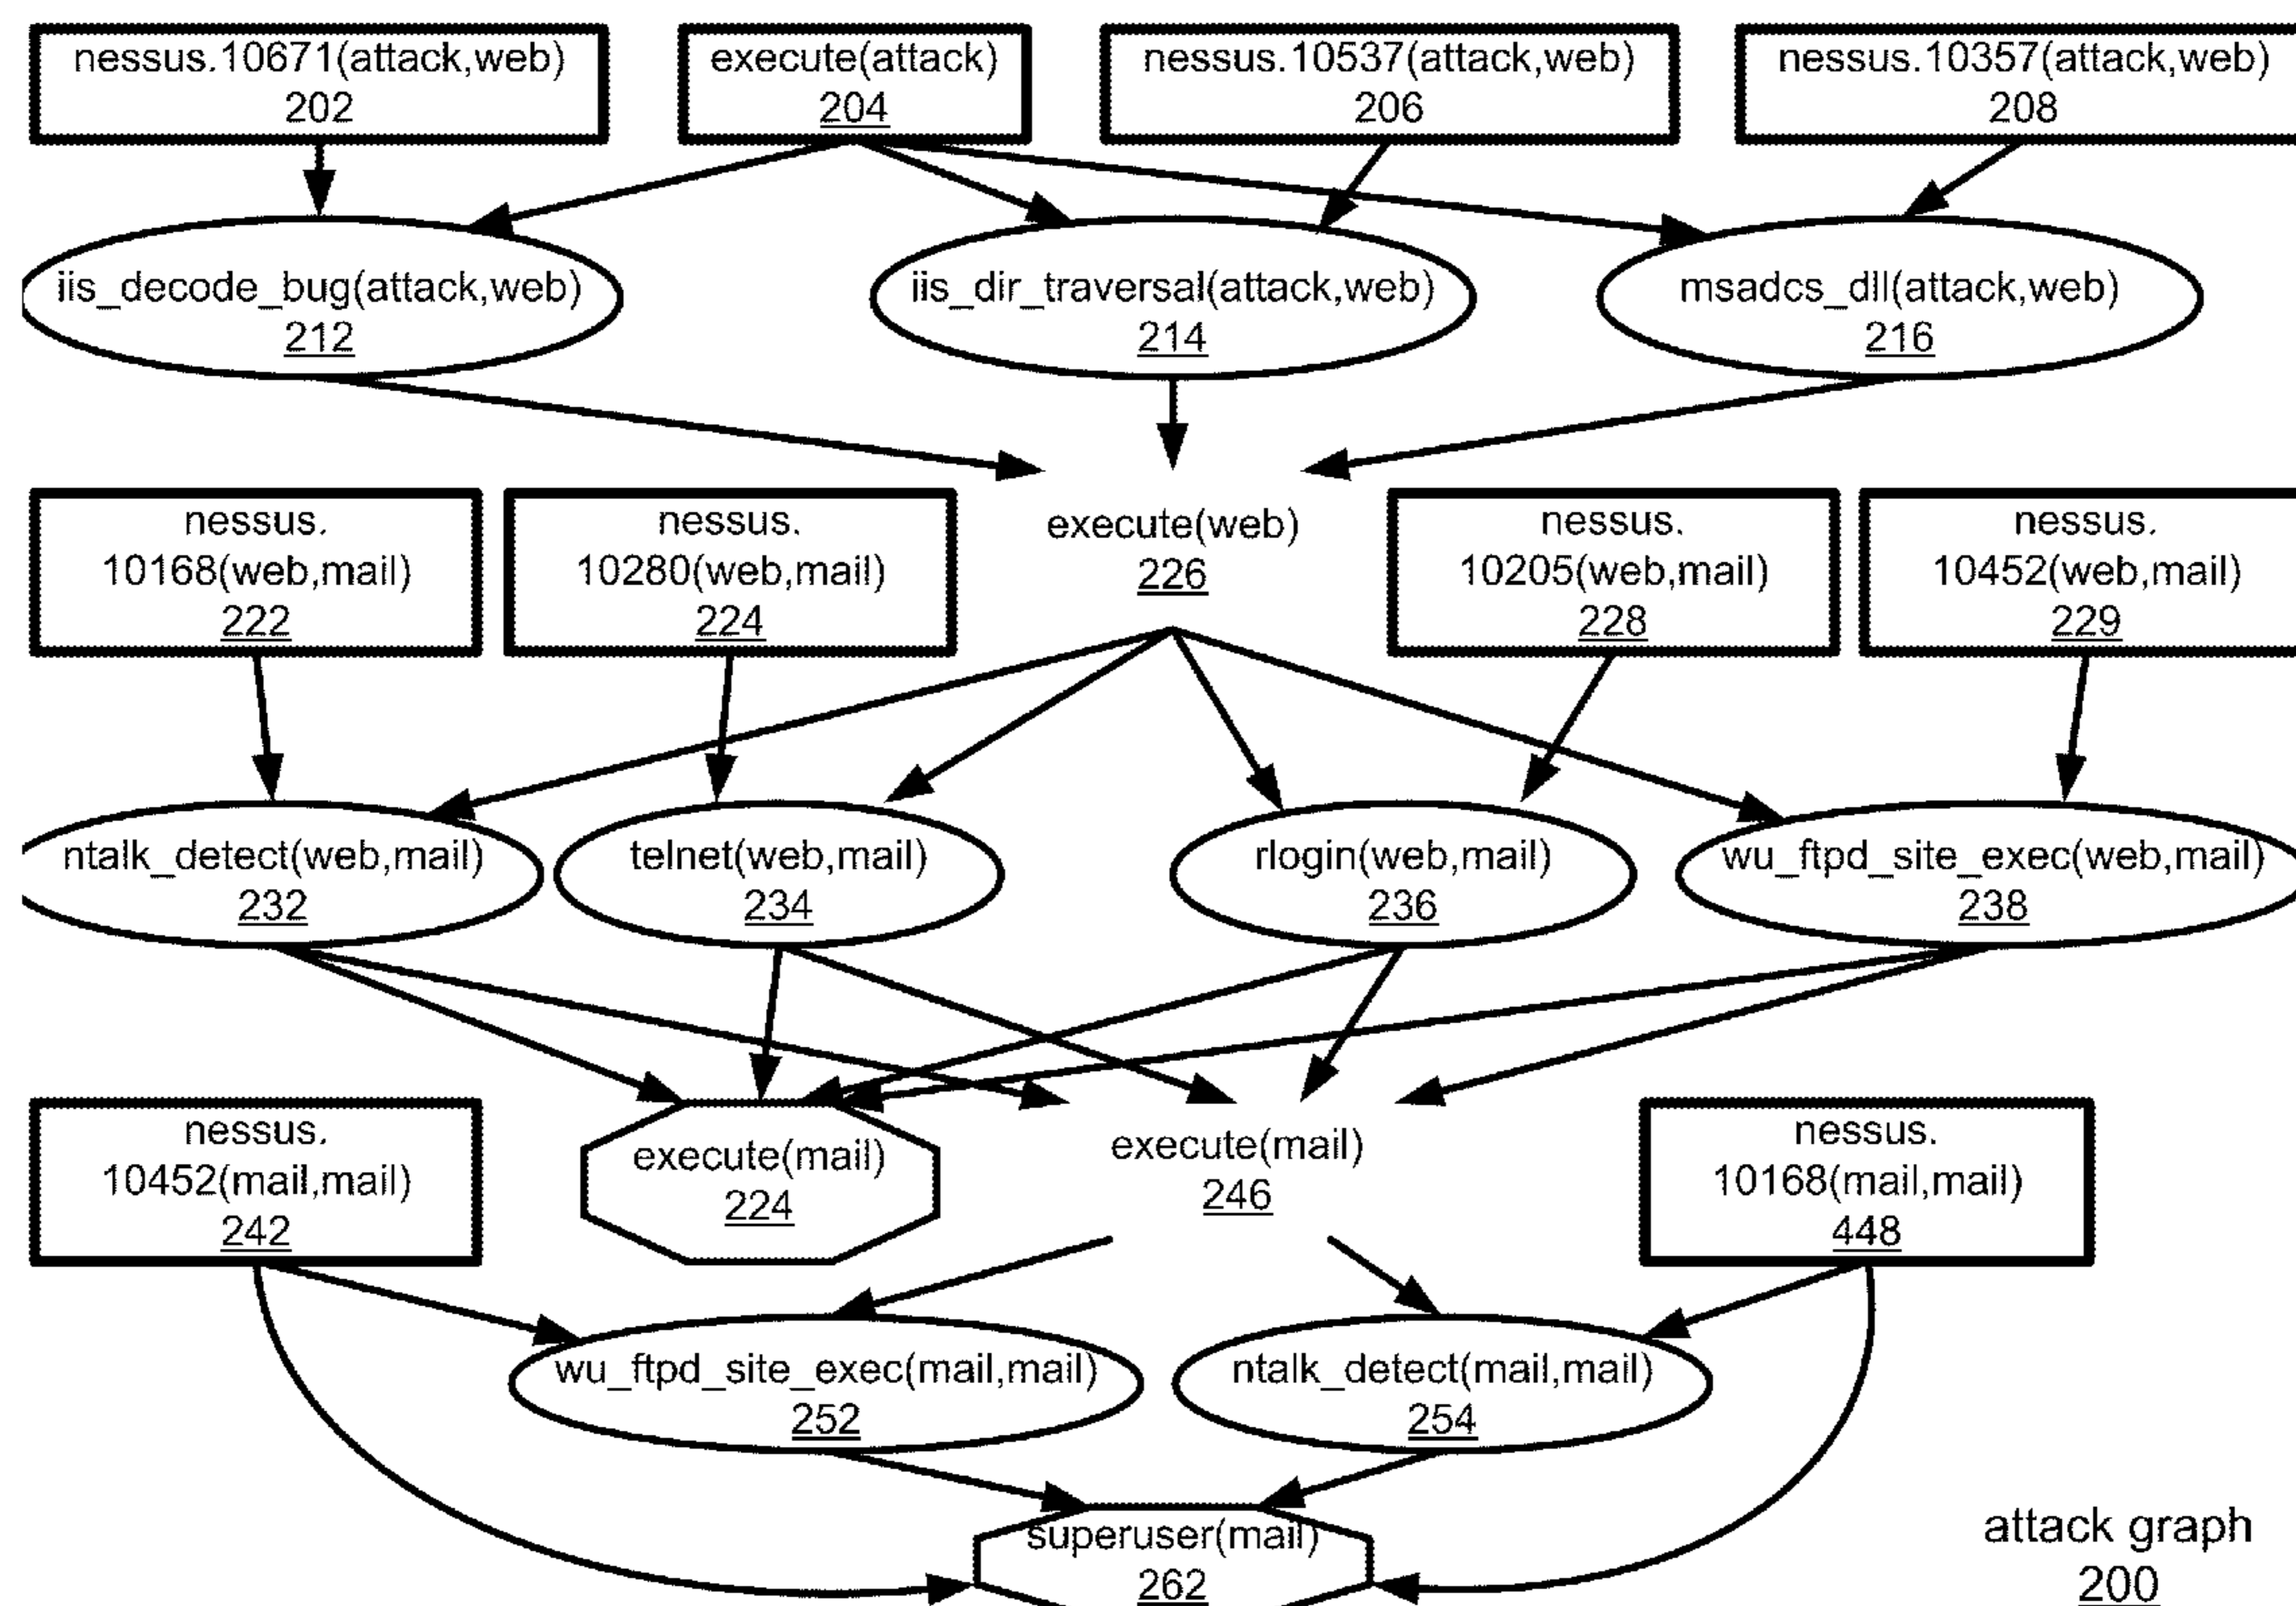 nessus.10671(attack,web)
202
execute(attack)
204
nessus.10537(attack,web)
206
nessus.10357(attack,web)
208
iis_decode_bug(attack,web)
212
iis_dir_traversal(attack,web)
214
msadcs_dll(attack,web)
216
nessus.
10168(web,mail)
222
nessus.
10280(web,mail)
224
execute(web)
226
nessus.
10205(web,mail)
228
nessus.
10452(web,mail)
229
ntalk_detect(web,mail)
232
telnet(web,mail)
234
rlogin(web,mail)
236
wu_ftpd_site_exec(web,mail)
238
nessus.
10452(mail,mail)
242
execute(mail)
224
execute(mail)
246
nessus.
10168(mail,mail)
448
wu_ftpd_site_exec(mail,mail)
252
ntalk_detect(mail,mail)
254
superuser(mail)
262
attack graph
200